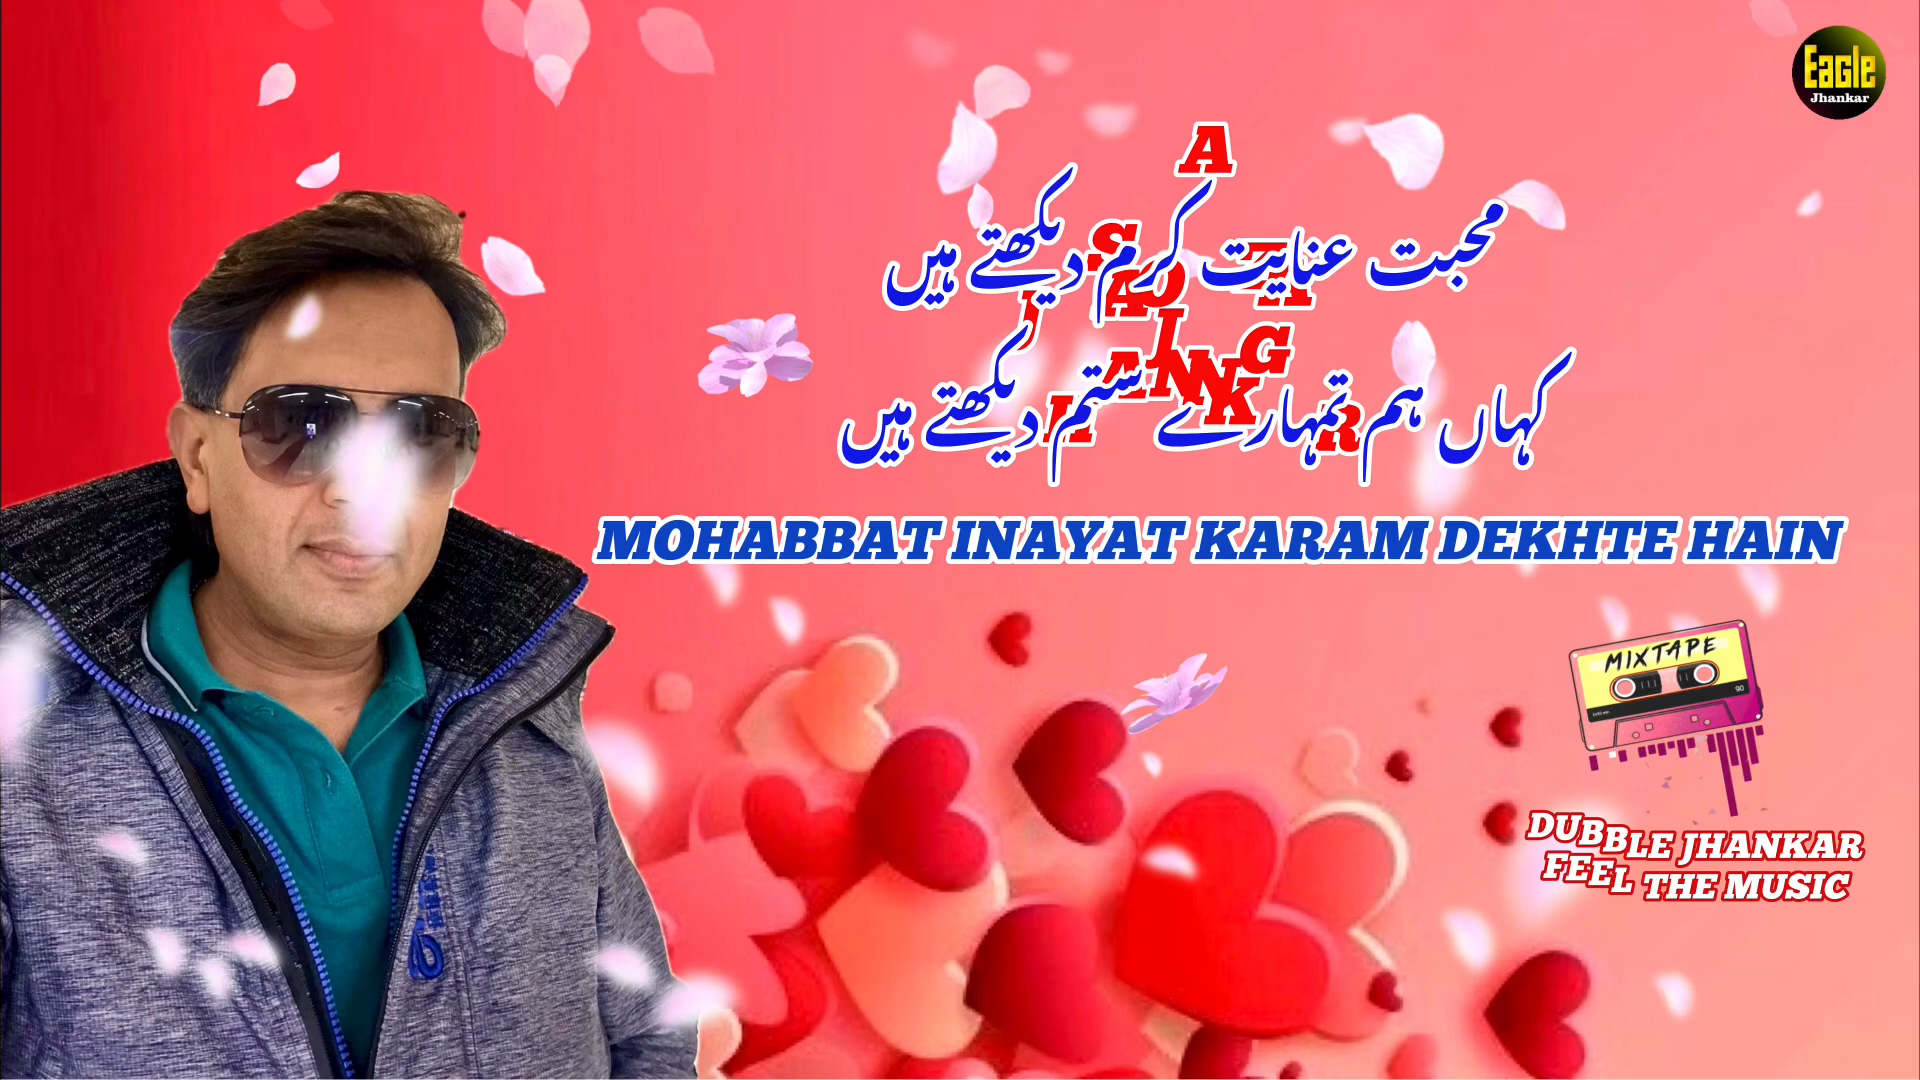 Eagle
Jhankar
محبت عنایت کرم دیکھتے ہیں
کہاں ہم تمہارے ستم دیکھتے ہیں
MOHABBAT INAYAT KARAM DEKHTE HAIN
MIXTAPE
90
DUBBLE JHANKAR
FEEL THE MUSIC